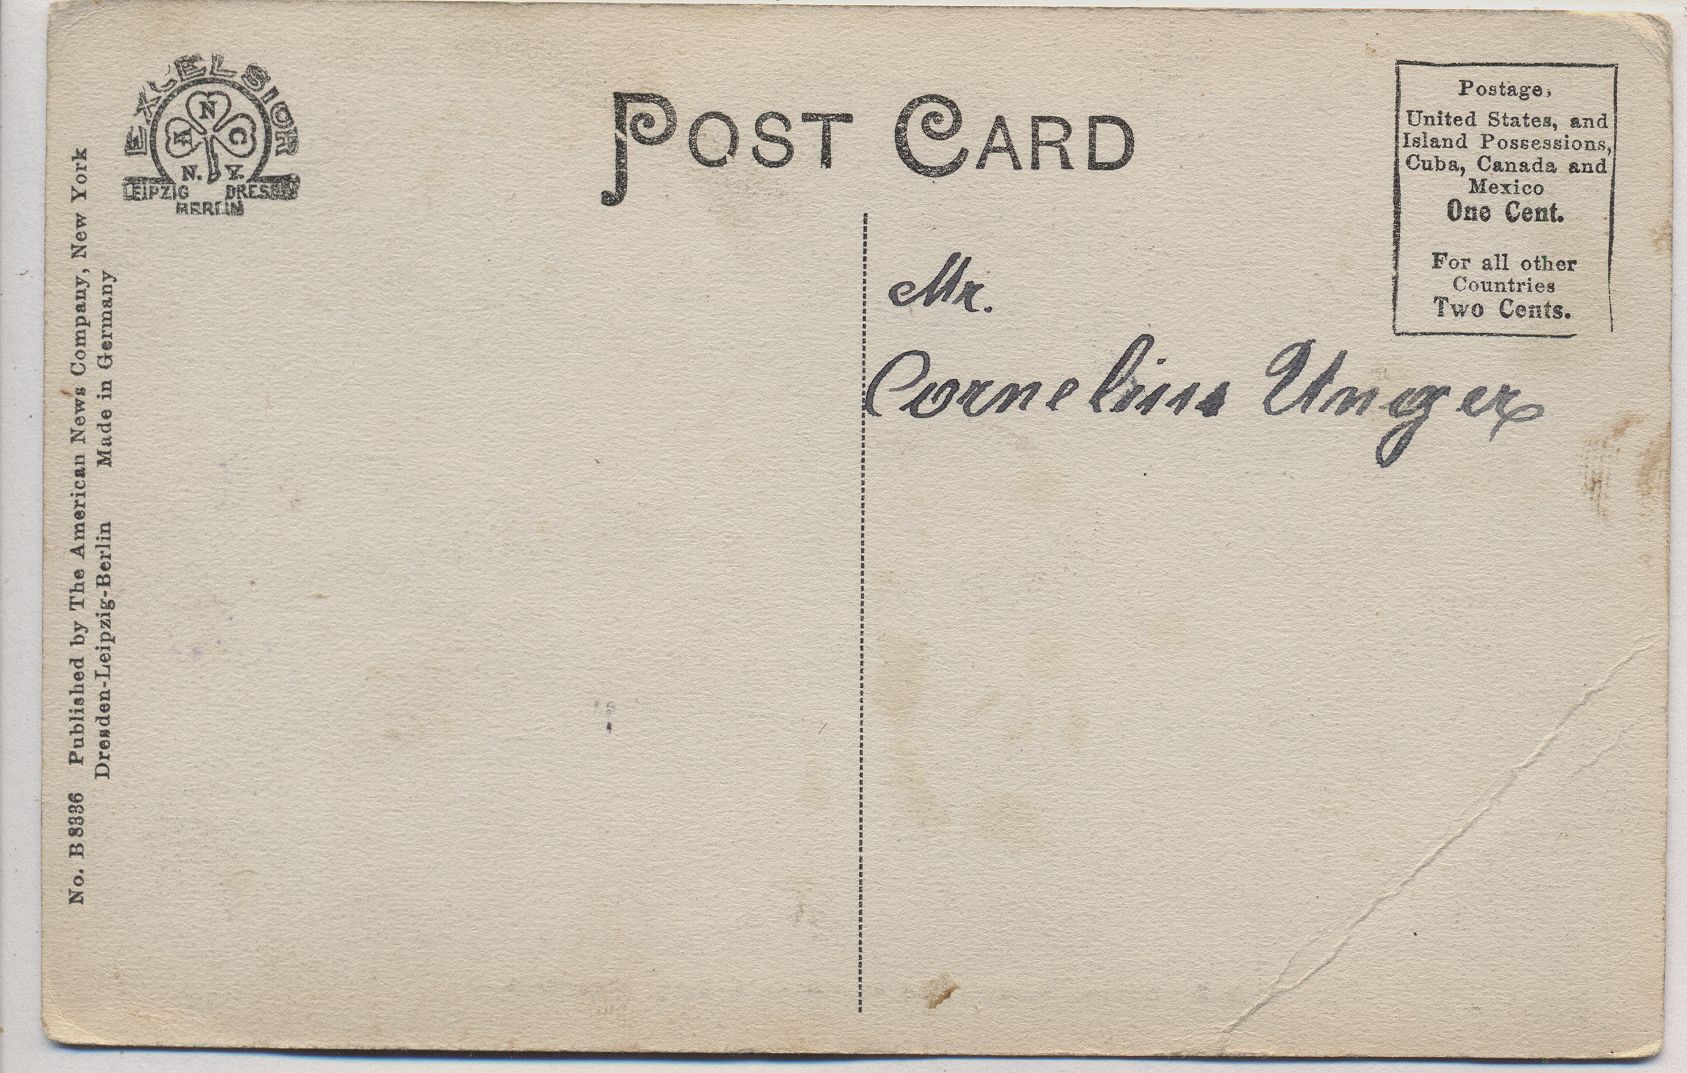 EXCELSIOR
A N C
N. Y.
LEIPZIG DRESDEN
BERLIN
POST CARD
Postage,
United States, and
Island Possessions,
Cuba, Canada and
Mexico
One Cent.
For all other
Countries
Two Cents.
Mr.
Cornelius Unger
No. B 8336 Published by The American News Company, New York
Dresden-Leipzig-Berlin Made in Germany